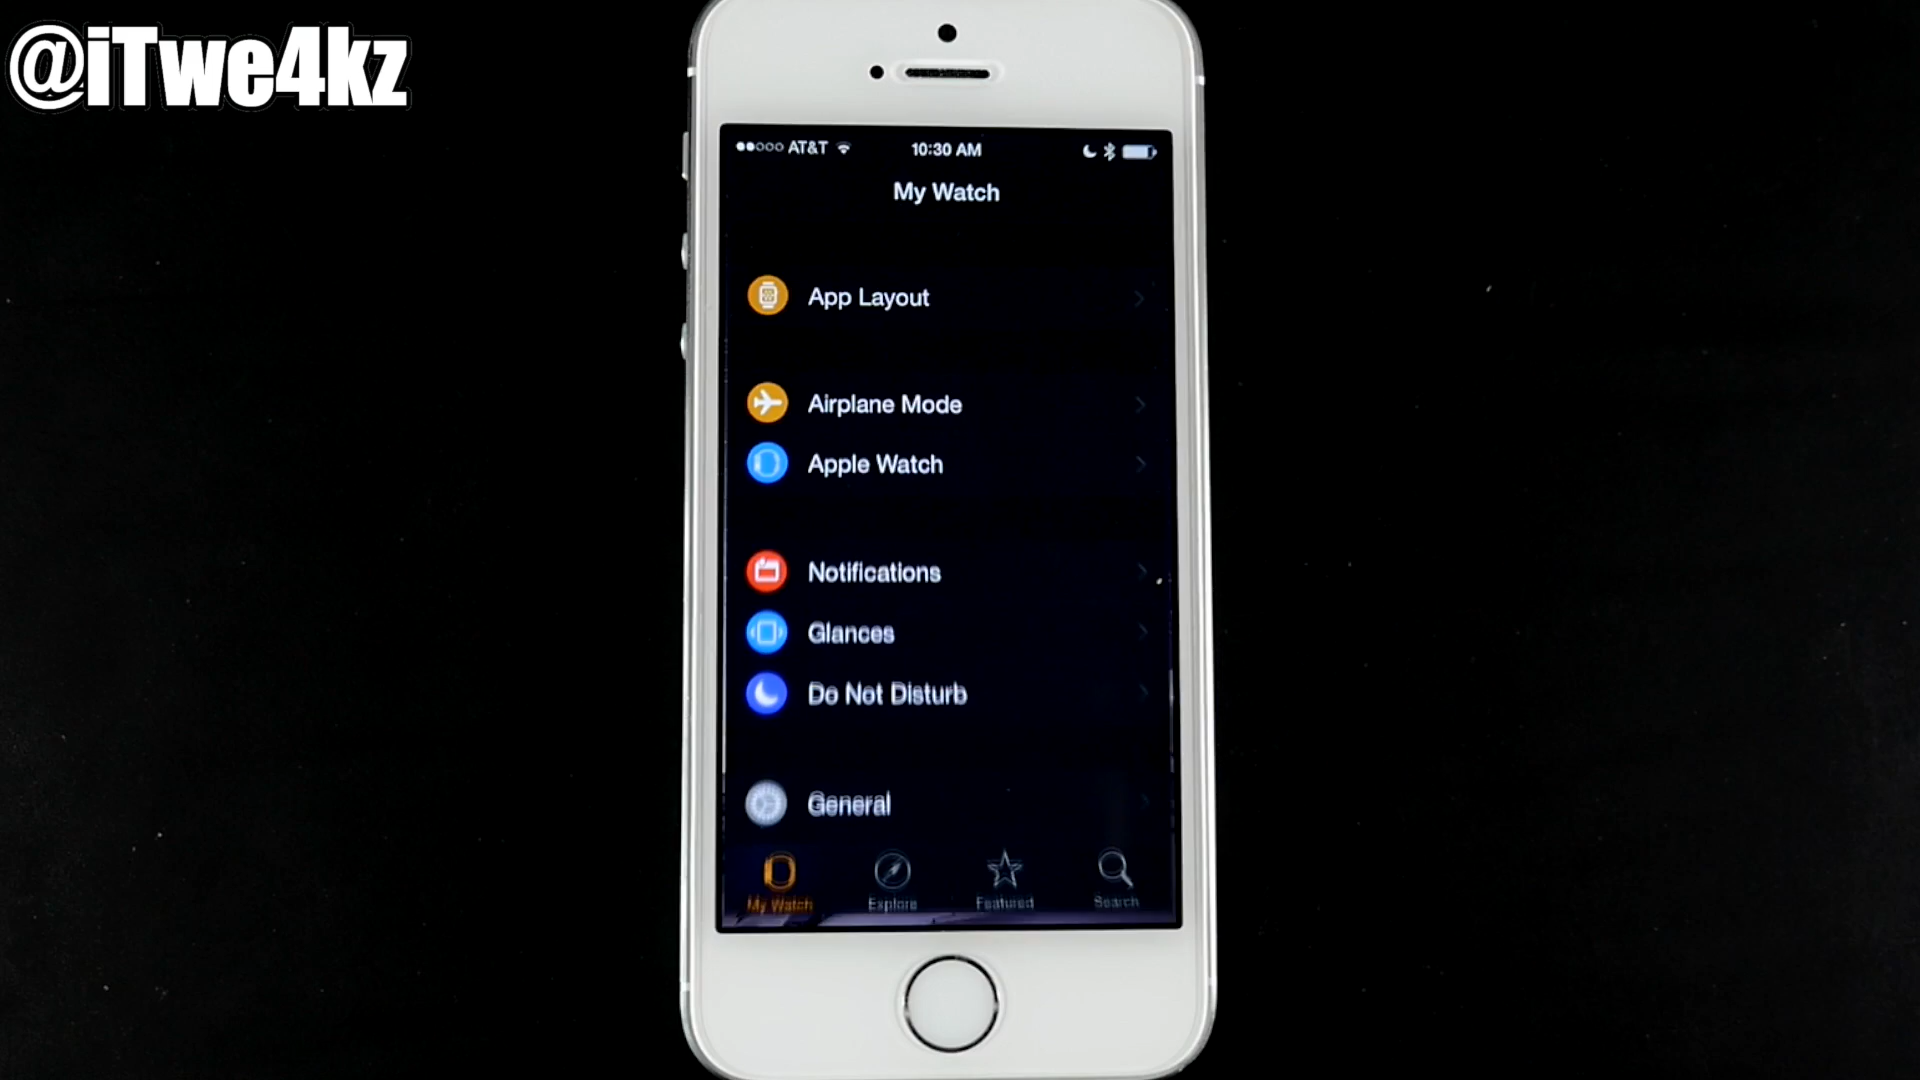 @iTwe4kz
AT&T 10:30 AM
My Watch
App Layout
Airplane Mode
Apple Watch
Notifications
Glances
Do Not Disturb
General
My Watch Explore Featured Search